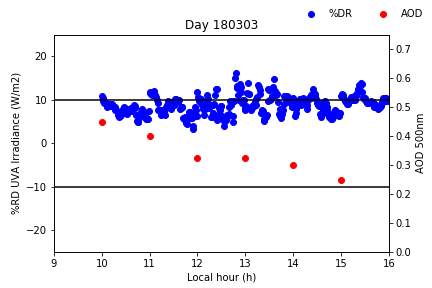 %DR AOD
Day 180303
%RD UVA Irradiance (W/m2)
20
10
0
−10
−20
0.7
0.6
0.5
0.4
0.3
0.2
0.1
0.0
AOD 500nm
9 10 11 12 13 14 15 16
Local hour (h)